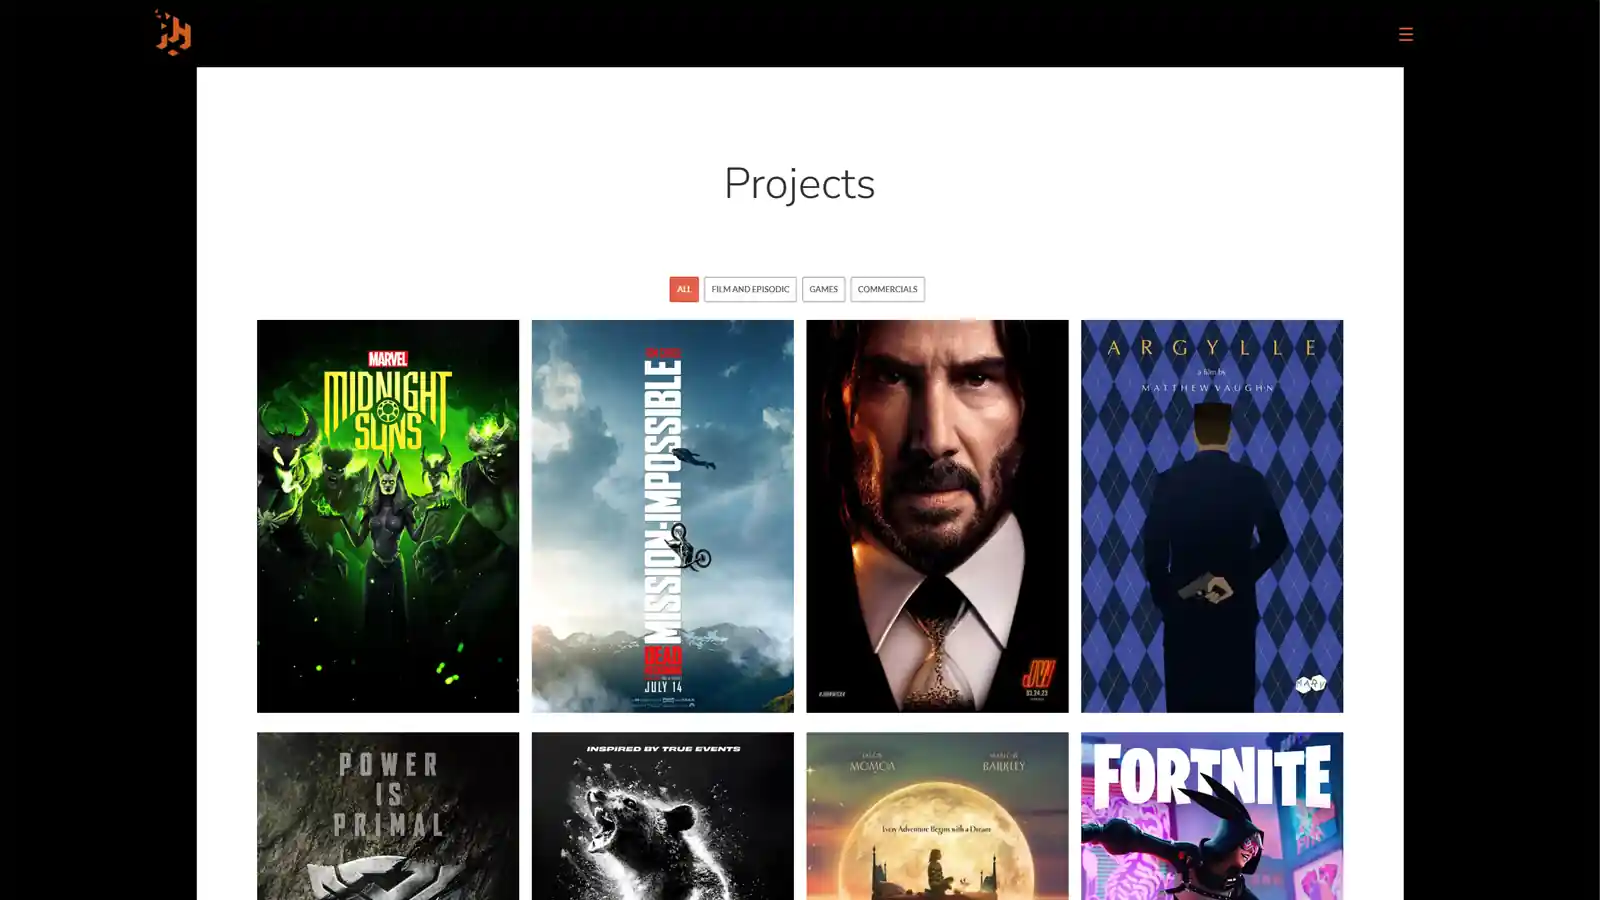 Projects
ALL
FILM AND EPISODIC
GAMES
COMMERCIALS
MARVEL
MIDNIGHT
SUNS
MISSION:IMPOSSIBLE
DEAD
JULY 14
JW
03.24.23
ARGYLLE
a film by
MATTHEW VAUGHN
MARV
POWER
IS
PRIMAL
INSPIRED BY TRUE EVENTS
MOMOA
BARKLEY
Every Adventure Begins with a Dream
FORTNITE